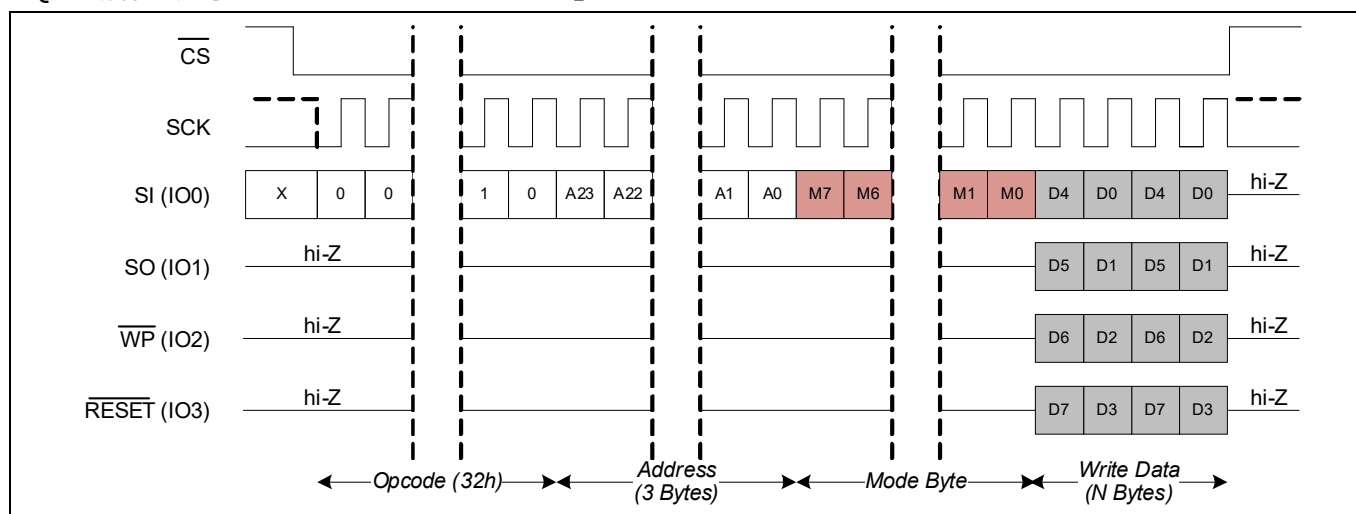 CS
SCK
SI (IO0) X 0 0 1 0 A23 A22 A1 A0 M7 M6 M1 M0 D4 D0 D4 D0 hi-Z
SO (IO1) hi-Z D5 D1 D5 D1 hi-Z
WP (IO2) hi-Z D6 D2 D6 D2 hi-Z
RESET (IO3) hi-Z D7 D3 D7 D3 hi-Z
Opcode (32h) Address (3 Bytes) Mode Byte Write Data (N Bytes)